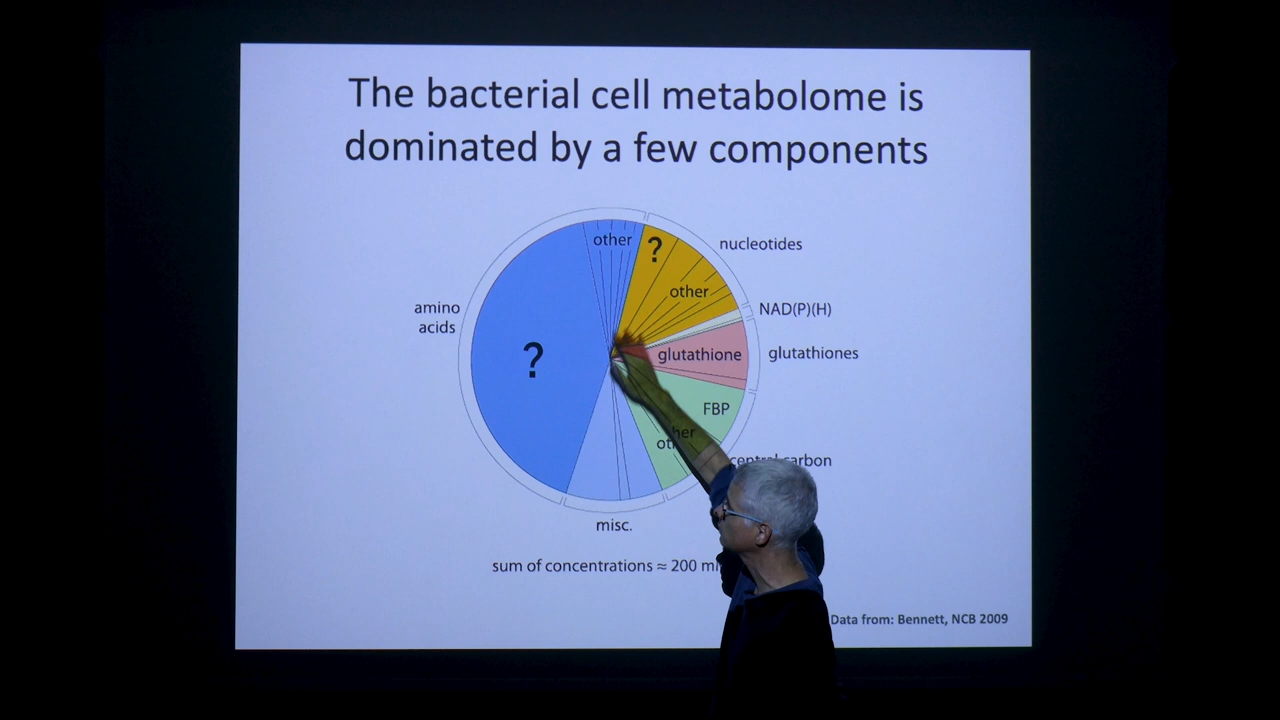 The bacterial cell metabolome is
dominated by a few components
other
?
nucleotides
other
NAD(P)(H)
amino
acids
?
glutathione
glutathiones
FBP
other
central carbon
misc.
sum of concentrations ≈ 200
Data from: Bennett, NCB 2009